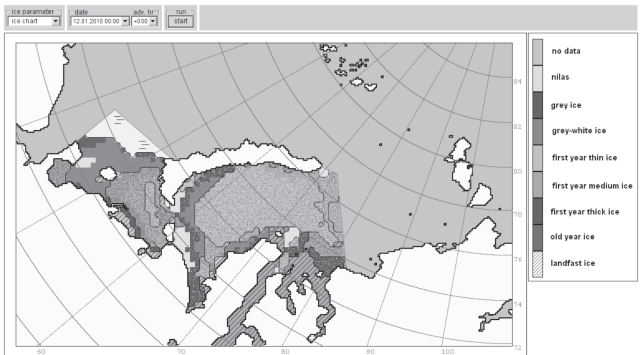 ice parameter
ice chart
date
12.01.2010 00:00
adv. hr
+000
run
start
no data
nilas
grey ice
grey-white ice
first year thin ice
first year medium ice
first year thick ice
old year ice
landfast ice
84
82
80
78
76
74
72
60
70
80
90
100